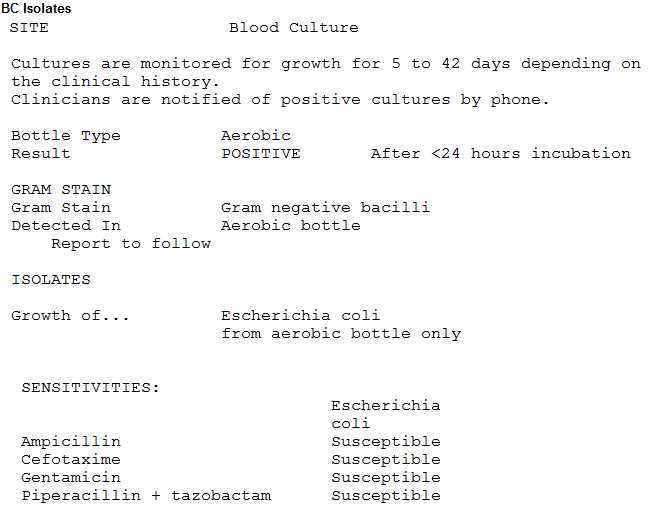 BC Isolates
SITE Blood Culture
Cultures are monitored for growth for 5 to 42 days depending on
the clinical history.
Clinicians are notified of positive cultures by phone.
Bottle Type Aerobic
Result POSITIVE After <24 hours incubation
GRAM STAIN
Gram Stain Gram negative bacilli
Detected In Aerobic bottle
Report to follow
ISOLATES
Growth of... Escherichia coli
from aerobic bottle only
SENSITIVITIES:
Escherichia
coli
Ampicillin Susceptible
Cefotaxime Susceptible
Gentamicin Susceptible
Piperacillin + tazobactam Susceptible